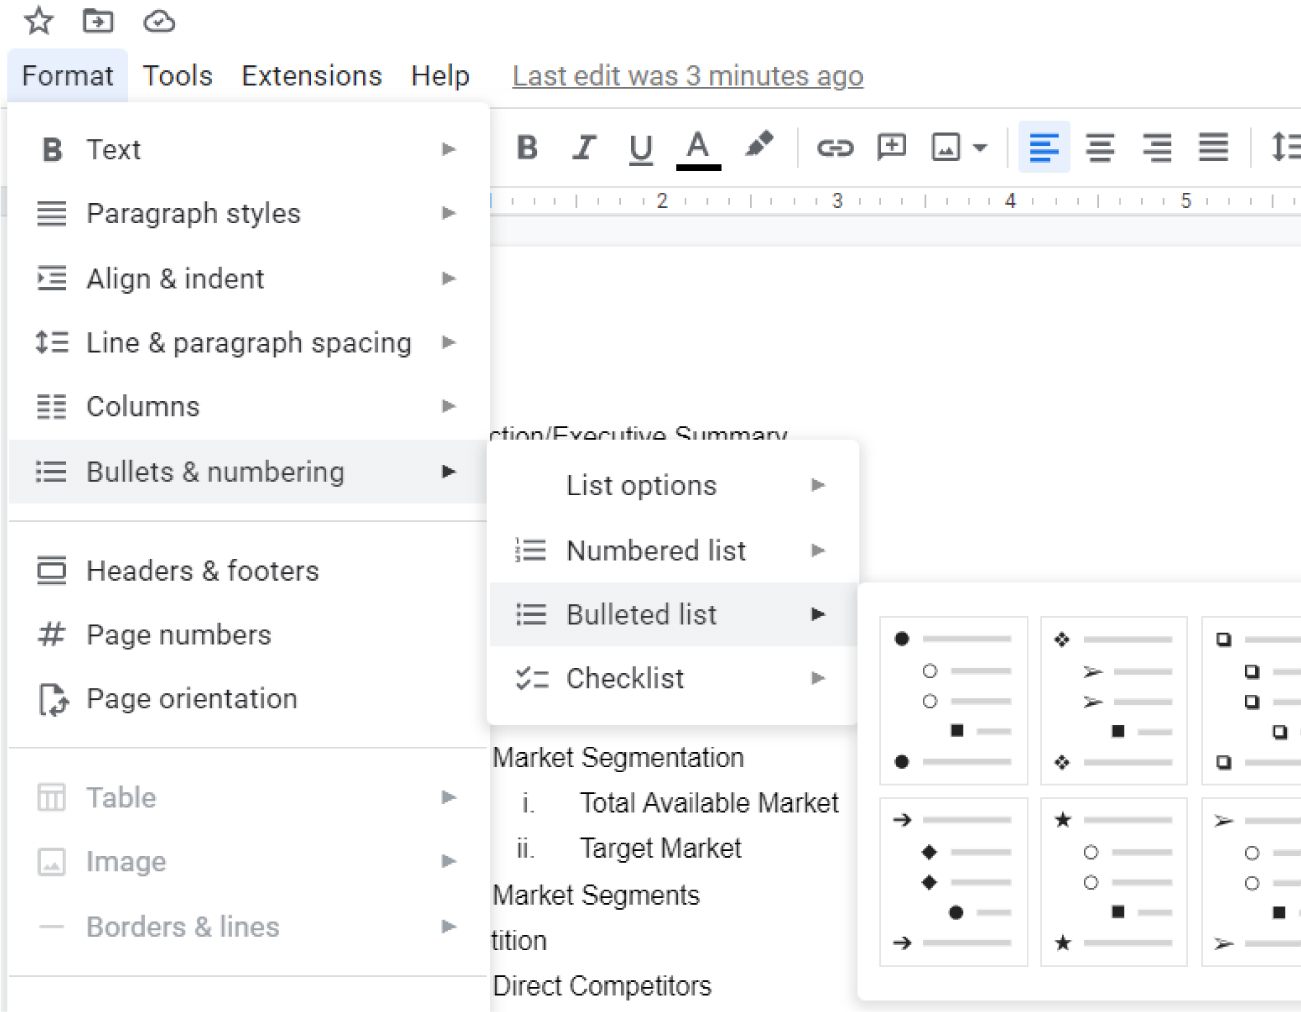 Format Tools Extensions Help Last edit was 3 minutes ago
B I U A
2 3 4 5
B Text
Paragraph styles
Align & indent
Line & paragraph spacing
Columns
ction/Executive Summary
Bullets & numbering
List options
Numbered list
Bulleted list
Checklist
Headers & footers
# Page numbers
Page orientation
Market Segmentation
Table
i. Total Available Market
ii. Target Market
Image
Market Segments
Borders & lines
tition
Direct Competitors